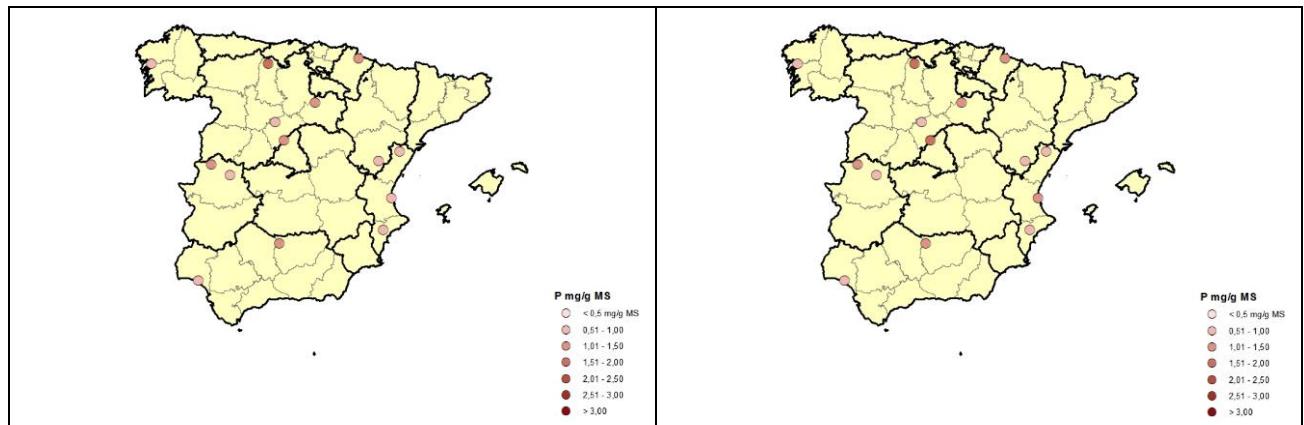 P mg/g MS
< 0,5 mg/g MS
0,51 - 1,00
1,01 - 1,50
1,51 - 2,00
2,01 - 2,50
2,51 - 3,00
> 3,00
P mg/g MS
< 0,5 mg/g MS
0,51 - 1,00
1,01 - 1,50
1,51 - 2,00
2,01 - 2,50
2,51 - 3,00
> 3,00